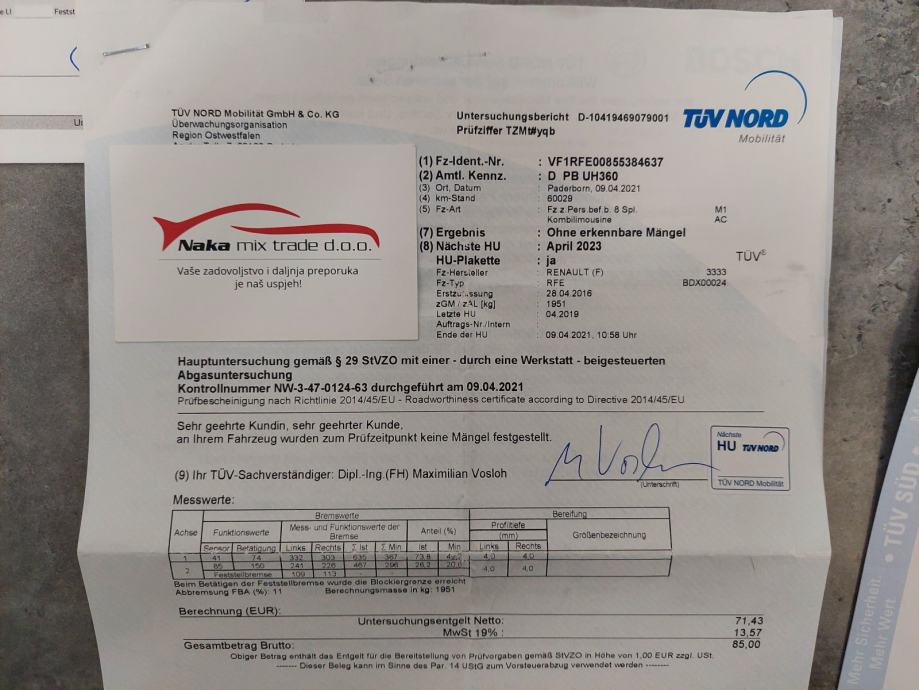 e LI
Festst
Ur
TÜV NORD Mobilität GmbH & Co. KG
Überwachungsorganisation
Region Ostwestfalen
Untersuchungsbericht D-10419469079001
Prüfziffer TZMt#yqb
TÜV NORD
Mobilität
Naka mix trade d.o.o.
Vaše zadovoljstvo i daljnja preporuka
je naš uspjeh!
(1) Fz-Ident.-Nr. : VF1RFE00855384637
(2) Amtl. Kennz. : D PB UH360
(3) Ort, Datum : Paderborn, 09.04.2021
(4) km-Stand : 60029
(5) Fz-Art : Fz.z.Pers.bef.b. 8 Spl. M1
Kombilimousine AC
(7) Ergebnis : Ohne erkennbare Mängel
(8) Nächste HU : April 2023
HU-Plakette : ja
TÜV®
Fz-Hersteller : RENAULT (F) 3333
Fz-Typ : RFE BDX00024
Erstzulassung : 28.04.2016
zGM / zAL [kg] : 1951
Letzte HU : 04.2019
Auftrags-Nr./Intern :
Ende der HU : 09.04.2021, 10:58 Uhr
Hauptuntersuchung gemäß § 29 StVZO mit einer - durch eine Werkstatt - beigesteuerten
Abgasuntersuchung
Kontrollnummer NW-3-47-0124-63 durchgeführt am 09.04.2021
Prüfbescheinigung nach Richtlinie 2014/45/EU - Roadworthiness certificate according to Directive 2014/45/EU
Sehr geehrte Kundin, sehr geehrter Kunde,
an Ihrem Fahrzeug wurden zum Prüfzeitpunkt keine Mängel festgestellt.
(9) Ihr TÜV-Sachverständiger: Dipl.-Ing.(FH) Maximilian Vosloh
(Unterschrift)
Nächste
HU TÜV NORD
TÜV NORD Mobilität
Messwerte:
Bremswerte Bereifung
Achse Funktionswerte Mess- und Funktionswerte der Bremse Anteil (%) Profiltiefe (mm) Größenbezeichnung
Sensor Betätigung Links Rechts Σ Ist Σ Min Ist Min Links Rechts
1 41 74 332 303 635 367 73,8 4,0 4,0
2 85 150 241 226 467 296 26,2 20,0 4,0 4,0
Feststellbremse 109 113
Beim Betätigen der Feststellbremse wurde die Blockiergrenze erreicht
Abbremsung FBA (%): 11 Berechnungsmasse in kg: 1951
Berechnung (EUR):
Untersuchungsentgelt Netto: 71,43
MwSt 19% : 13,57
Gesamtbetrag Brutto: 85,00
Obiger Betrag enthält das Entgelt für die Bereitstellung von Prüfvorgaben gemäß StVZO in Höhe von 1,00 EUR zzgl. USt.
------- Dieser Beleg kann im Sinne des Par. 14 UStG zum Vorsteuerabzug verwendet werden -------
Mehr Sicherheit.
Mehr Wert.
• TÜV SÜD •